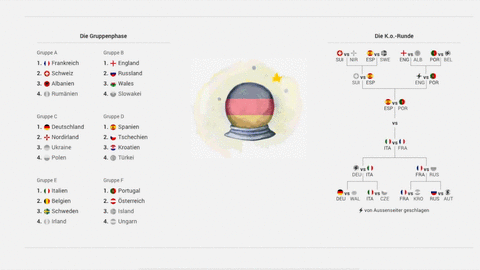 Die Gruppenphase
Die K.o.-Runde
Gruppe A
1. Frankreich
2. Schweiz
3. Albanien
4. Rumänien
Gruppe B
1. England
2. Russland
3. Wales
4. Slowakei
Gruppe C
1. Deutschland
2. Nordirland
3. Ukraine
4. Polen
Gruppe D
1. Spanien
2. Tschechien
3. Kroatien
4. Türkei
Gruppe E
1. Italien
2. Belgien
3. Schweden
4. Irland
Gruppe F
1. Portugal
2. Österreich
3. Island
4. Ungarn
vs vs vs vs
SUI NIR ESP SWE ENG ALB POR BEL
vs vs
SUI ESP ENG POR
vs
ESP POR
vs
vs
ITA FRA
vs vs
DEU ITA FRA RUS
vs vs vs vs
DEU WAL ITA CZE FRA KRO RUS AUT
von Aussenseiter geschlagen